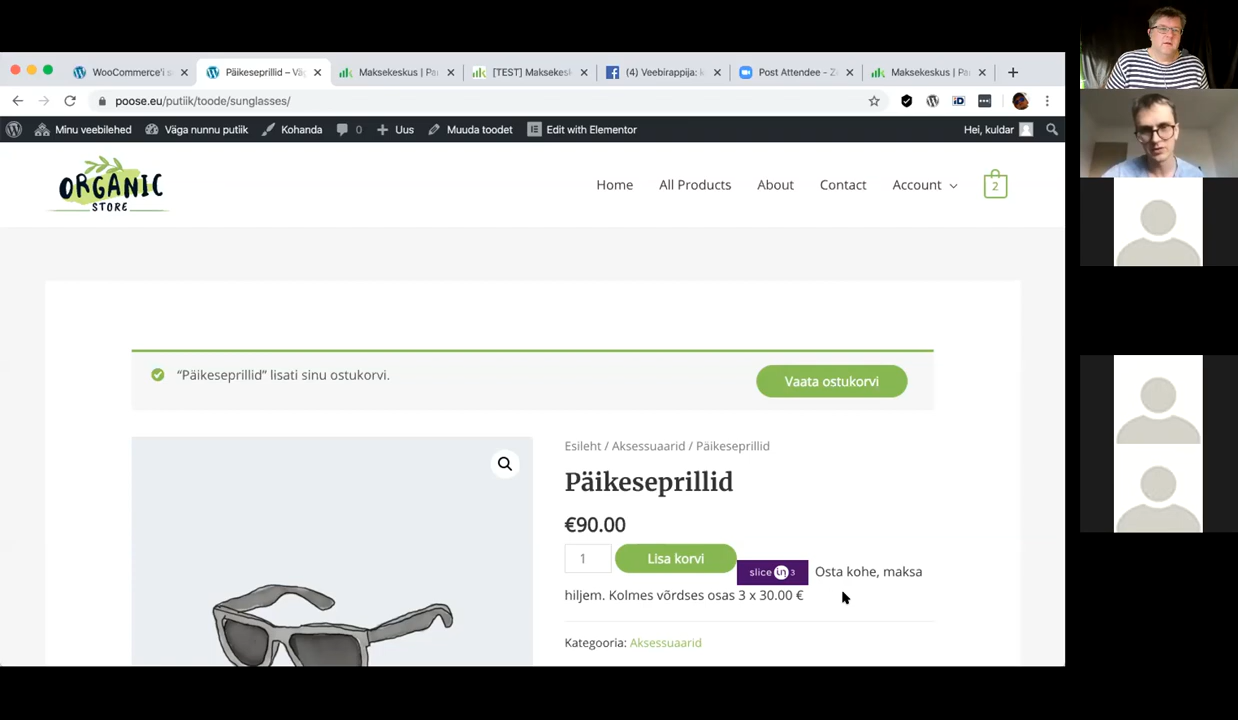 WooCommerce'i s
Päikeseprillid – Vä
Maksekeskus | Pa
[TEST] Maksekesk
(4) Veebirappija: k
Post Attendee - Z
Maksekeskus | Pa
poose.eu/putiik/toode/sunglasses/
Minu veebilehed
Väga nunnu putiik
Kohanda
0
Uus
Muuda toodet
Edit with Elementor
Hei, kuldar
ORGANIC
STORE
Home
All Products
About
Contact
Account
2
“Päikeseprillid” lisati sinu ostukorvi.
Vaata ostukorvi
Esileht / Aksessuaarid / Päikeseprillid
Päikeseprillid
€90.00
1
Lisa korvi
slice in 3
Osta kohe, maksa
hiljem. Kolmes võrdses osas 3 x 30.00 €
Kategooria: Aksessuaarid